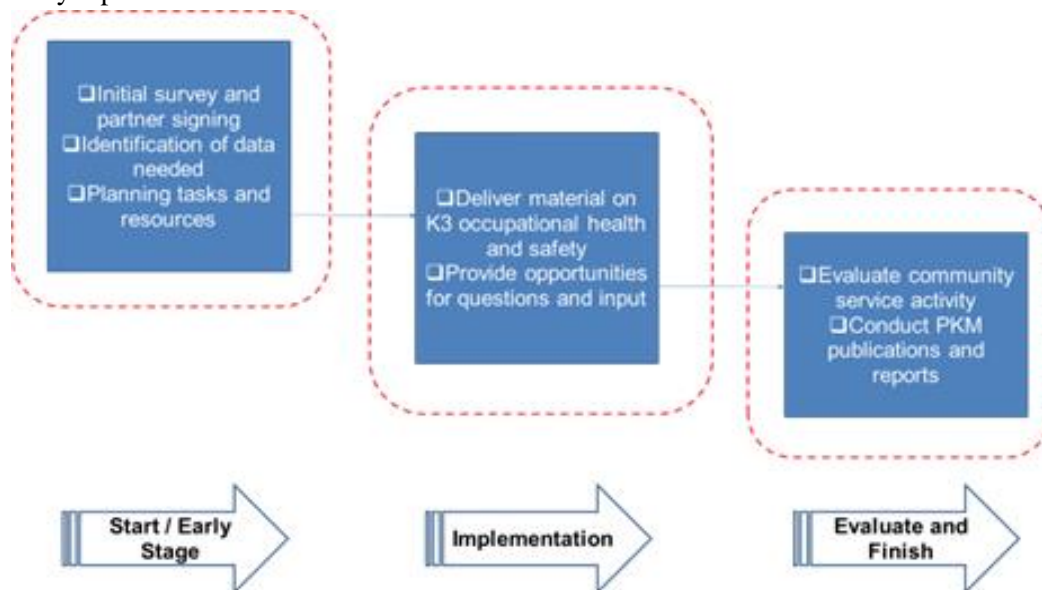 ❑Initial survey and
partner signing
❑Identification of data
needed
❑Planning tasks and
resources
❑Deliver material on
K3 occupational health
and safety
❑Provide opportunities
for questions and input
❑Evaluate community
service activity
❑Conduct PKM
publications and
reports
Start / Early
Stage
Implementation
Evaluate and
Finish